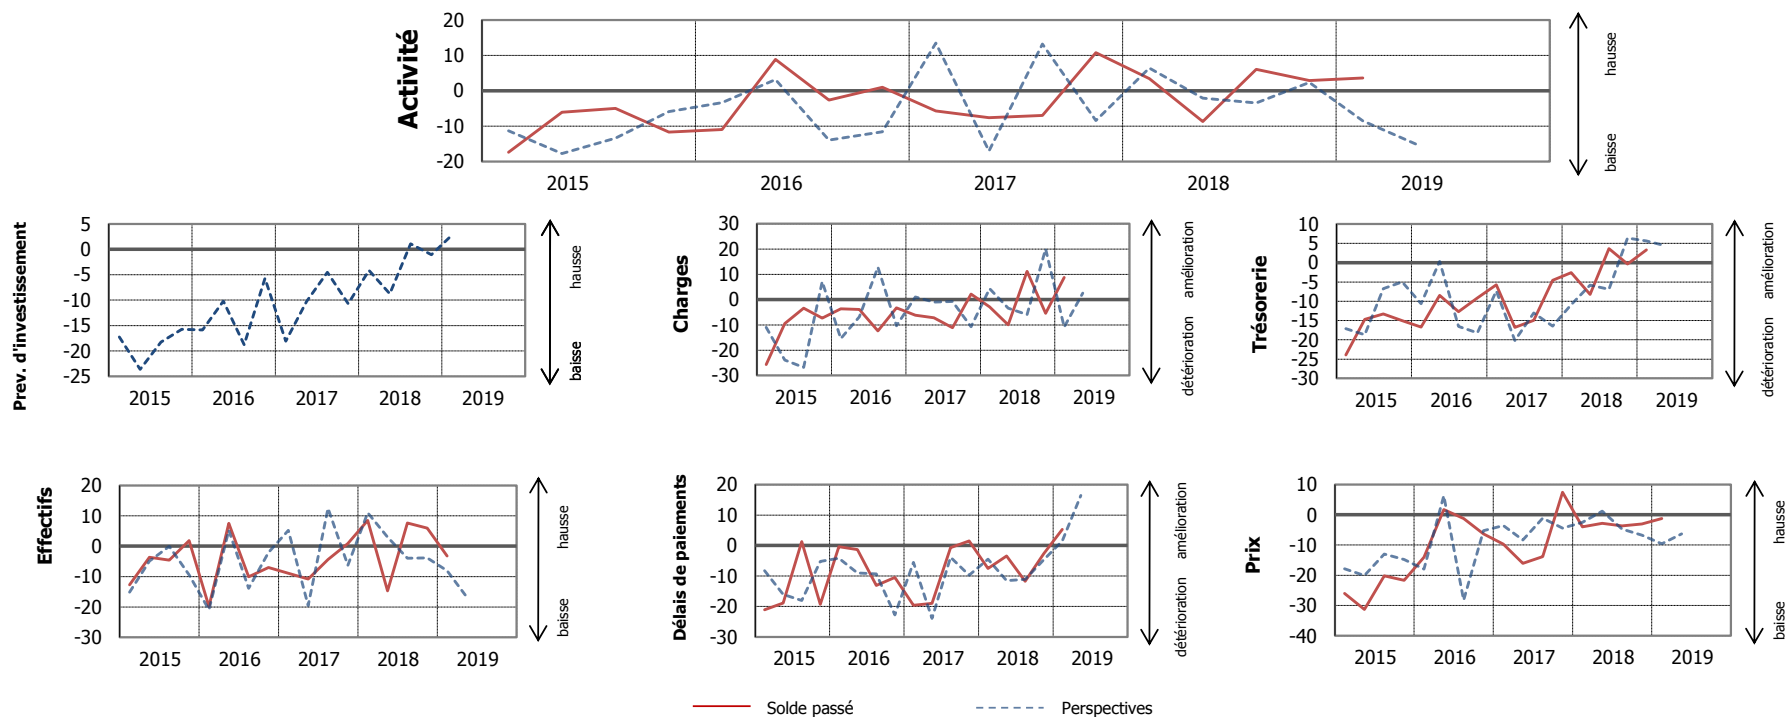 Activité
20
10
0
-10
-20
2015 2016 2017 2018 2019
hausse
baisse
Prev. d'investissement
5
0
-5
-10
-15
-20
-25
2015 2016 2017 2018 2019
hausse
baisse
Charges
30
20
10
0
-10
-20
-30
2015 2016 2017 2018 2019
amélioration
détérioration
Trésorerie
10
5
0
-5
-10
-15
-20
-25
-30
2015 2016 2017 2018 2019
amélioration
détérioration
Effectifs
20
10
0
-10
-20
-30
2015 2016 2017 2018 2019
hausse
baisse
Délais de paiements
20
10
0
-10
-20
-30
2015 2016 2017 2018 2019
amélioration
détérioration
Prix
10
0
-10
-20
-30
-40
2015 2016 2017 2018 2019
hausse
baisse
Solde passé Perspectives